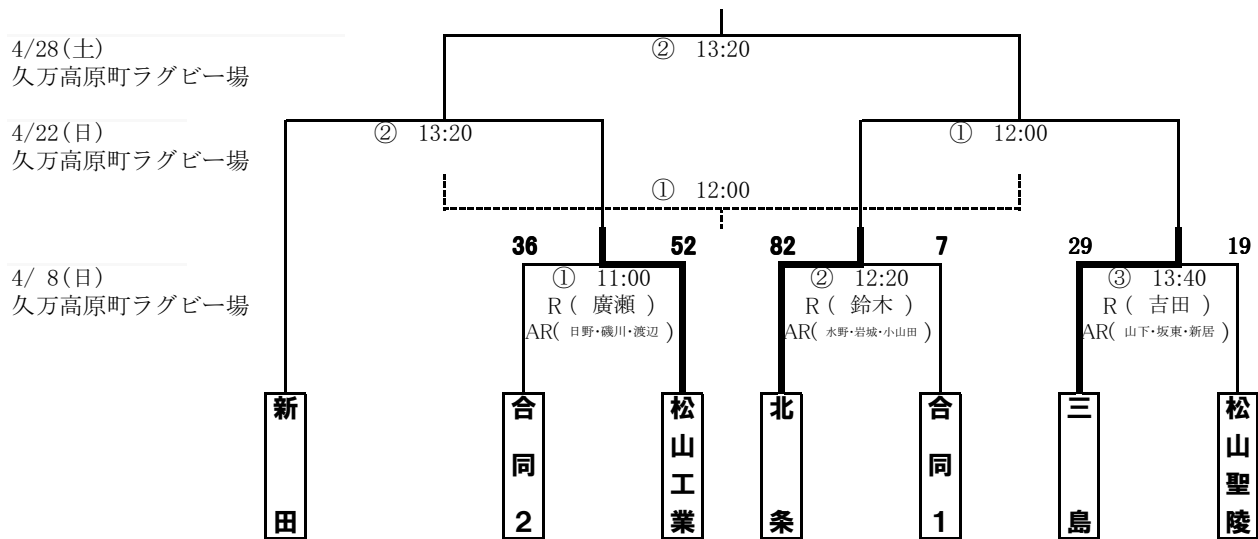 ② 13:20
4/28(土)
久万高原町ラグビー場
② 13:20
① 12:00
4/22(日)
久万高原町ラグビー場
① 12:00
36
52
82
7
29
19
4/ 8(日)
久万高原町ラグビー場
① 11:00
R ( 廣瀬 )
AR( 日野・磯川・渡辺 )
② 12:20
R ( 鈴木 )
AR( 水野・岩城・小山田 )
③ 13:40
R ( 吉田 )
AR( 山下・坂東・新居 )
新田
合同2
松山工業
北条
合同1
三島
松山聖陵